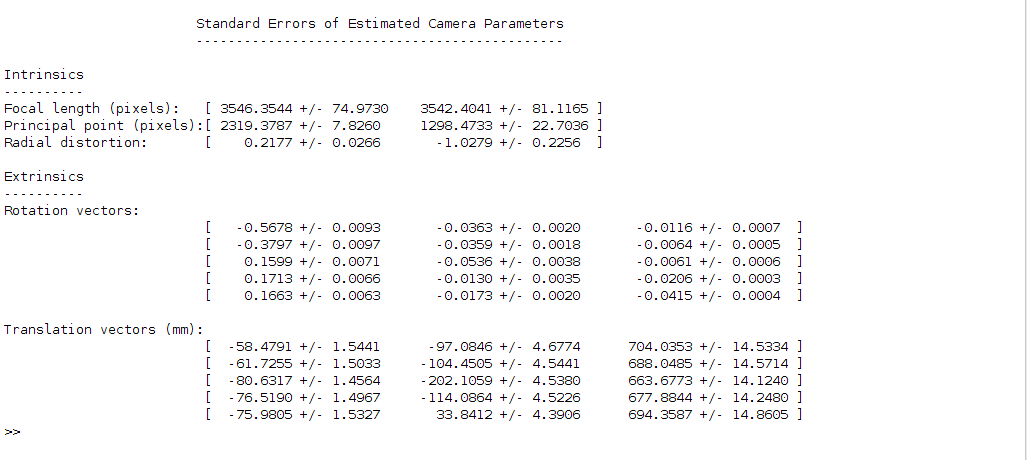 Standard Errors of Estimated Camera Parameters
----------------------------------------------
Intrinsics
----------
Focal length (pixels):   [ 3546.3544 +/- 74.9730    3542.4041 +/- 81.1165 ]
Principal point (pixels):[ 2319.3787 +/- 7.8260     1298.4733 +/- 22.7036 ]
Radial distortion:       [    0.2177 +/- 0.0266       -1.0279 +/- 0.2256  ]
Extrinsics
----------
Rotation vectors:
[   -0.5678 +/- 0.0093       -0.0363 +/- 0.0020       -0.0116 +/- 0.0007  ]
[   -0.3797 +/- 0.0097       -0.0359 +/- 0.0018       -0.0064 +/- 0.0005  ]
[    0.1599 +/- 0.0071       -0.0536 +/- 0.0038       -0.0061 +/- 0.0006  ]
[    0.1713 +/- 0.0066       -0.0130 +/- 0.0035       -0.0206 +/- 0.0003  ]
[    0.1663 +/- 0.0063       -0.0173 +/- 0.0020       -0.0415 +/- 0.0004  ]
Translation vectors (mm):
[  -58.4791 +/- 1.5441      -97.0846 +/- 4.6774      704.0353 +/- 14.5334 ]
[  -61.7255 +/- 1.5033     -104.4505 +/- 4.5441      688.0485 +/- 14.5714 ]
[  -80.6317 +/- 1.4564     -202.1059 +/- 4.5380      663.6773 +/- 14.1240 ]
[  -76.5190 +/- 1.4967     -114.0864 +/- 4.5226      677.8844 +/- 14.2480 ]
[  -75.9805 +/- 1.5327       33.8412 +/- 4.3906      694.3587 +/- 14.8605 ]
>>